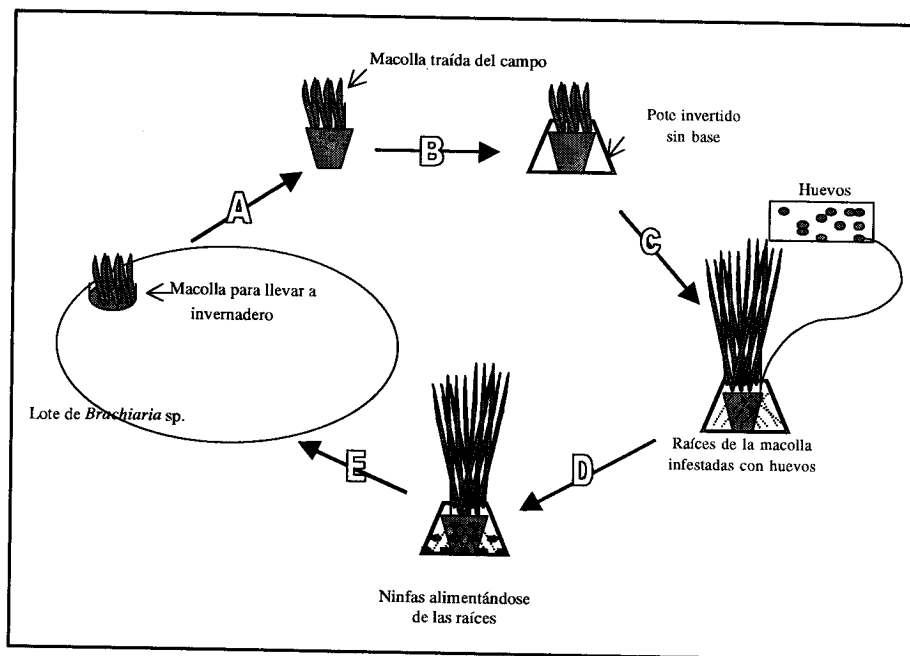 Macolla traída del campo
Pote invertido
sin base
B
Huevos
A
C
Macolla para llevar a
invernadero
Lote de Brachiaria sp.
Raíces de la macolla
infestadas con huevos
E
D
Ninfas alimentándose
de las raíces